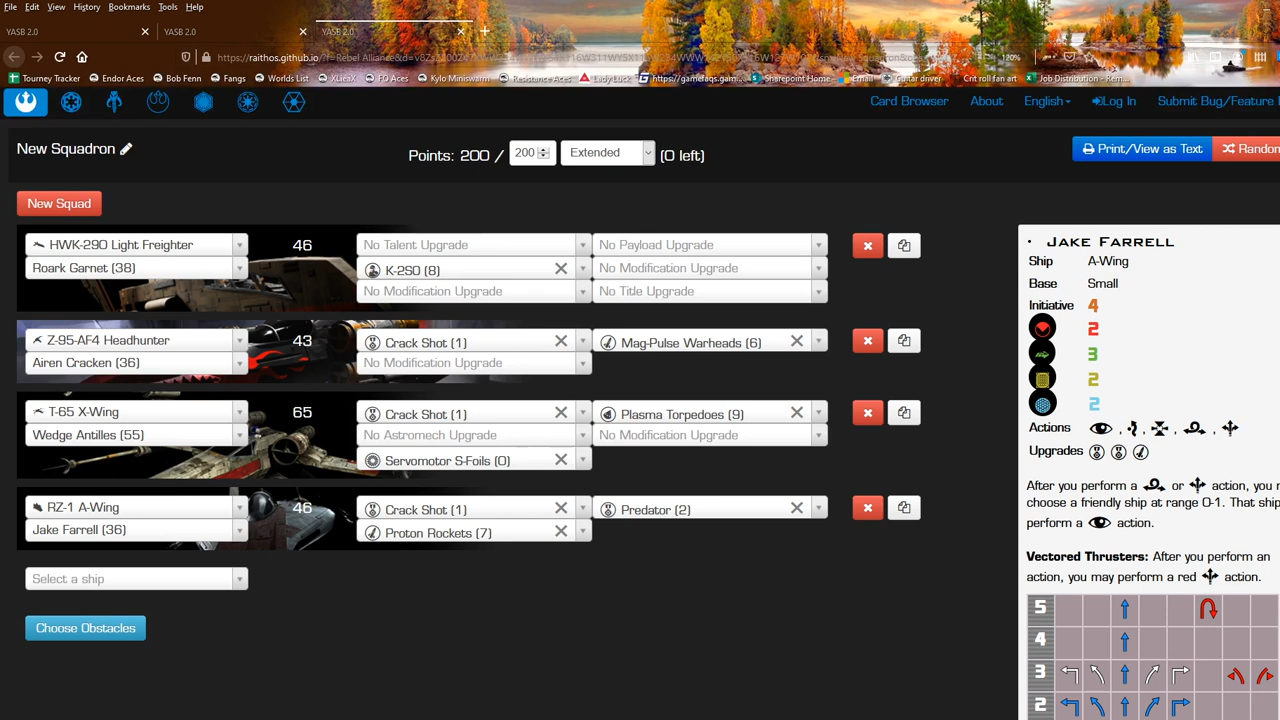 File Edit View History Bookmarks Tools Help
YASB 2.0 YASB 2.0 YASB 2.0
https://raithos.github.io 120%
Tourney Tracker Endor Aces Bob Fenn Fangs Worlds List XLieaX FO Aces Kylo Miniswarm Resistance Aces Lady Luck https://gamefaqs.gam... Sharepoint Home Email Guitar driver Crit roll fan art Job Distribution - Rem...
Card Browser About English Log In Submit Bug/Feature
New Squadron Points: 200 / 200 Extended (0 left) Print/View as Text Random
New Squad
HWK-290 Light Freighter 46 No Talent Upgrade No Payload Upgrade
Roark Garnet (38) K-2SO (8) No Modification Upgrade
No Modification Upgrade No Title Upgrade
Z-95-AF4 Headhunter 43 Crack Shot (1) Mag-Pulse Warheads (6)
Airen Cracken (36) No Modification Upgrade
T-65 X-Wing 65 Crack Shot (1) Plasma Torpedoes (9)
Wedge Antilles (55) No Astromech Upgrade No Modification Upgrade
Servomotor S-Foils (0)
RZ-1 A-Wing 46 Crack Shot (1) Predator (2)
Jake Farrell (36) Proton Rockets (7)
Select a ship
Choose Obstacles
· JAKE FARRELL
Ship A-Wing
Base Small
Initiative 4
2
3
2
2
Actions , , , ,
Upgrades
After you perform a or action, you
choose a friendly ship at range 0-1. That ship
perform a action.
Vectored Thrusters: After you perform an
action, you may perform a red action.
5
4
3
2